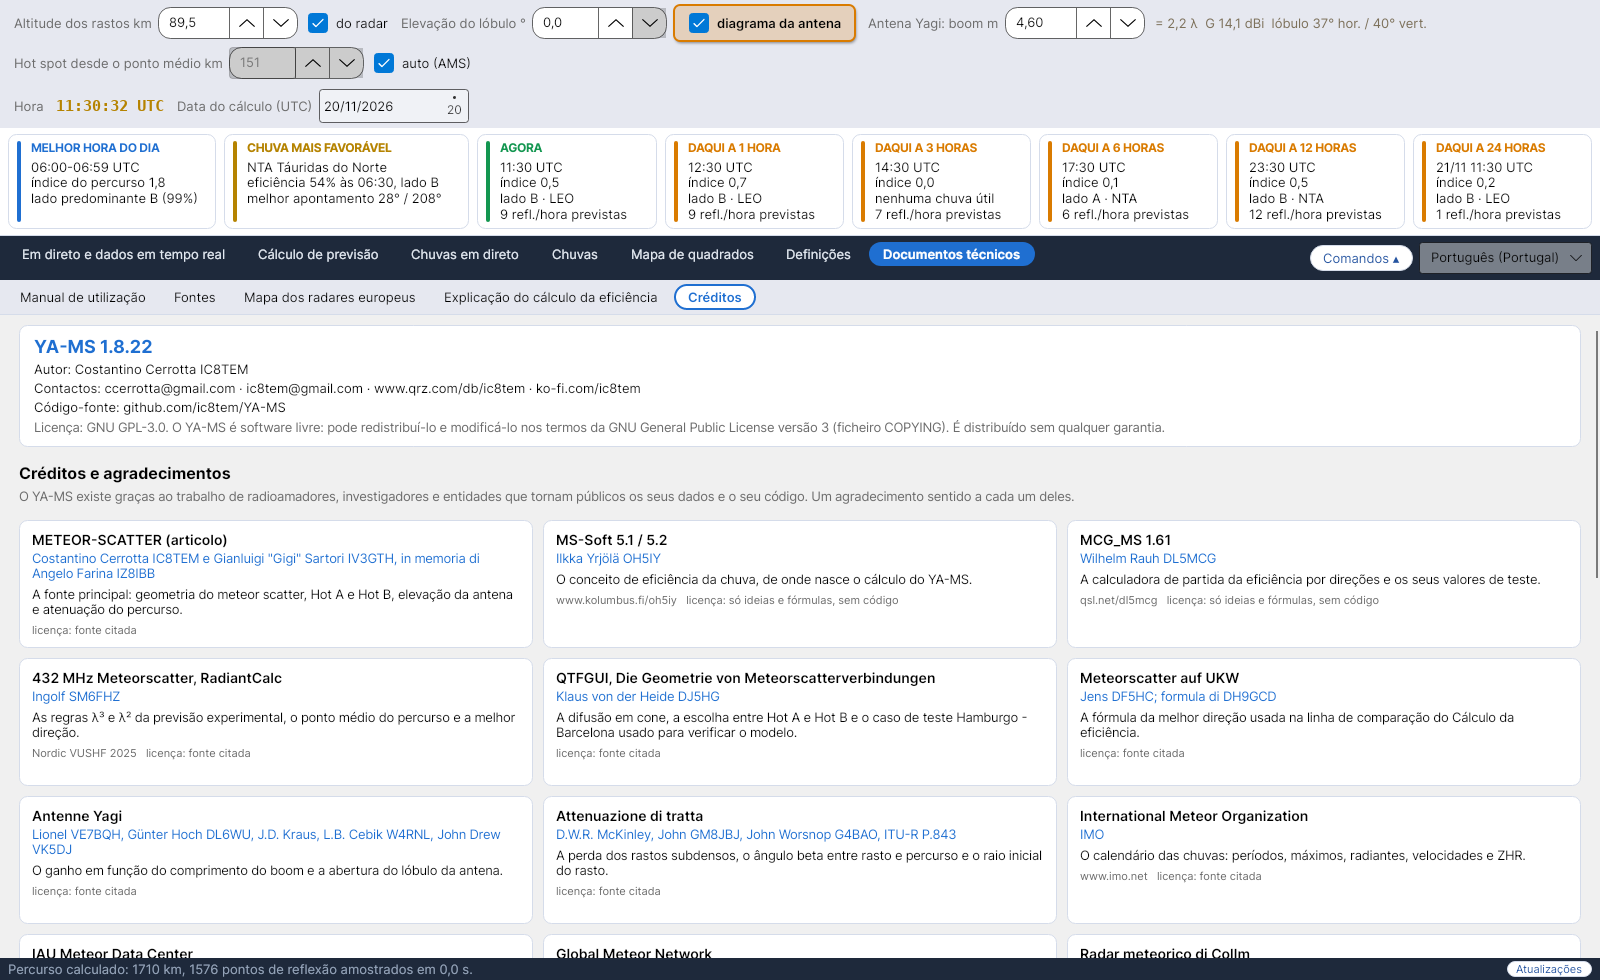 Altitude dos rastos km 89,5 do radar Elevação do lóbulo ° 0,0 diagrama da antena Antena Yagi: boom m 4,60 = 2,2 λ G 14,1 dBi lóbulo 37° hor. / 40° vert.
Hot spot desde o ponto médio km 151 auto (AMS)
Hora 11:30:32 UTC Data do cálculo (UTC) 20/11/2026 20
MELHOR HORA DO DIA
06:00-06:59 UTC
índice do percurso 1,8
lado predominante B (99%)
CHUVA MAIS FAVORÁVEL
NTA Táuridas do Norte
eficiência 54% às 06:30, lado B
melhor apontamento 28° / 208°
AGORA
11:30 UTC
índice 0,5
lado B · LEO
9 refl./hora previstas
DAQUI A 1 HORA
12:30 UTC
índice 0,7
lado B · LEO
9 refl./hora previstas
DAQUI A 3 HORAS
14:30 UTC
índice 0,0
nenhuma chuva útil
7 refl./hora previstas
DAQUI A 6 HORAS
17:30 UTC
índice 0,1
lado A · NTA
6 refl./hora previstas
DAQUI A 12 HORAS
23:30 UTC
índice 0,5
lado B · NTA
12 refl./hora previstas
DAQUI A 24 HORAS
21/11 11:30 UTC
índice 0,2
lado B · LEO
1 refl./hora previstas
Em direto e dados em tempo real Cálculo de previsão Chuvas em direto Chuvas Mapa de quadrados Definições Documentos técnicos Comandos ▴ Português (Portugal)
Manual de utilização Fontes Mapa dos radares europeus Explicação do cálculo da eficiência Créditos
YA-MS 1.8.22
Autor: Costantino Cerrotta IC8TEM
Contactos: ccerrotta@gmail.com · ic8tem@gmail.com · www.qrz.com/db/ic8tem · ko-fi.com/ic8tem
Código-fonte: github.com/ic8tem/YA-MS
Licença: GNU GPL-3.0. O YA-MS é software livre: pode redistribuí-lo e modificá-lo nos termos da GNU General Public License versão 3 (ficheiro COPYING). É distribuído sem qualquer garantia.
Créditos e agradecimentos
O YA-MS existe graças ao trabalho de radioamadores, investigadores e entidades que tornam públicos os seus dados e o seu código. Um agradecimento sentido a cada um deles.
METEOR-SCATTER (articolo)
Costantino Cerrotta IC8TEM e Gianluigi "Gigi" Sartori IV3GTH, in memoria di
Angelo Farina IZ8IBB
A fonte principal: geometria do meteor scatter, Hot A e Hot B, elevação da antena
e atenuação do percurso.
licença: fonte citada
MS-Soft 5.1 / 5.2
Ilkka Yrjölä OH5IY
O conceito de eficiência da chuva, de onde nasce o cálculo do YA-MS.
www.kolumbus.fi/oh5iy licença: só ideias e fórmulas, sem código
MCG_MS 1.61
Wilhelm Rauh DL5MCG
A calculadora de partida da eficiência por direções e os seus valores de teste.
qsl.net/dl5mcg licença: só ideias e fórmulas, sem código
432 MHz Meteorscatter, RadiantCalc
Ingolf SM6FHZ
As regras λ³ e λ² da previsão experimental, o ponto médio do percurso e a melhor
direção.
Nordic VUSHF 2025 licença: fonte citada
QTFGUI, Die Geometrie von Meteorscatterverbindungen
Klaus von der Heide DJ5HG
A difusão em cone, a escolha entre Hot A e Hot B e o caso de teste Hamburgo -
Barcelona usado para verificar o modelo.
licença: fonte citada
Meteorscatter auf UKW
Jens DF5HC; formula di DH9GCD
A fórmula da melhor direção usada na linha de comparação do Cálculo da
eficiência.
licença: fonte citada
Antenne Yagi
Lionel VE7BQH, Günter Hoch DL6WU, J.D. Kraus, L.B. Cebik W4RNL, John Drew
VK5DJ
O ganho em função do comprimento do boom e a abertura do lóbulo da antena.
licença: fonte citada
Attenuazione di tratta
D.W.R. McKinley, John GM8JBJ, John Worsnop G4BAO, ITU-R P.843
A perda dos rastos subdensos, o ângulo beta entre rasto e percurso e o raio inicial
do rasto.
licença: fonte citada
International Meteor Organization
IMO
O calendário das chuvas: períodos, máximos, radiantes, velocidades e ZHR.
www.imo.net licença: fonte citada
IAU Meteor Data Center
Global Meteor Network
Radar meteorico di Collm
Percurso calculado: 1710 km, 1576 pontos de reflexão amostrados em 0,0 s.
Atualizações